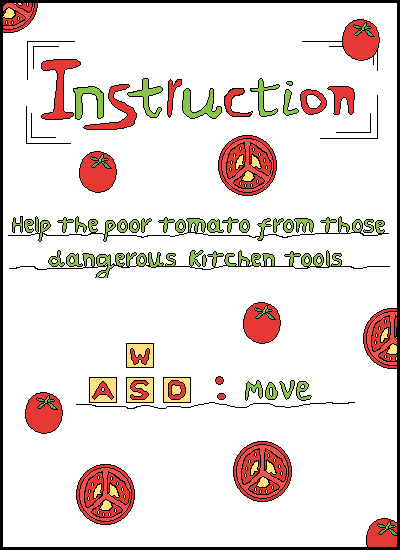 Instruction
Help the poor tomato from those
dangerous kitchen tools
W
A S D : move